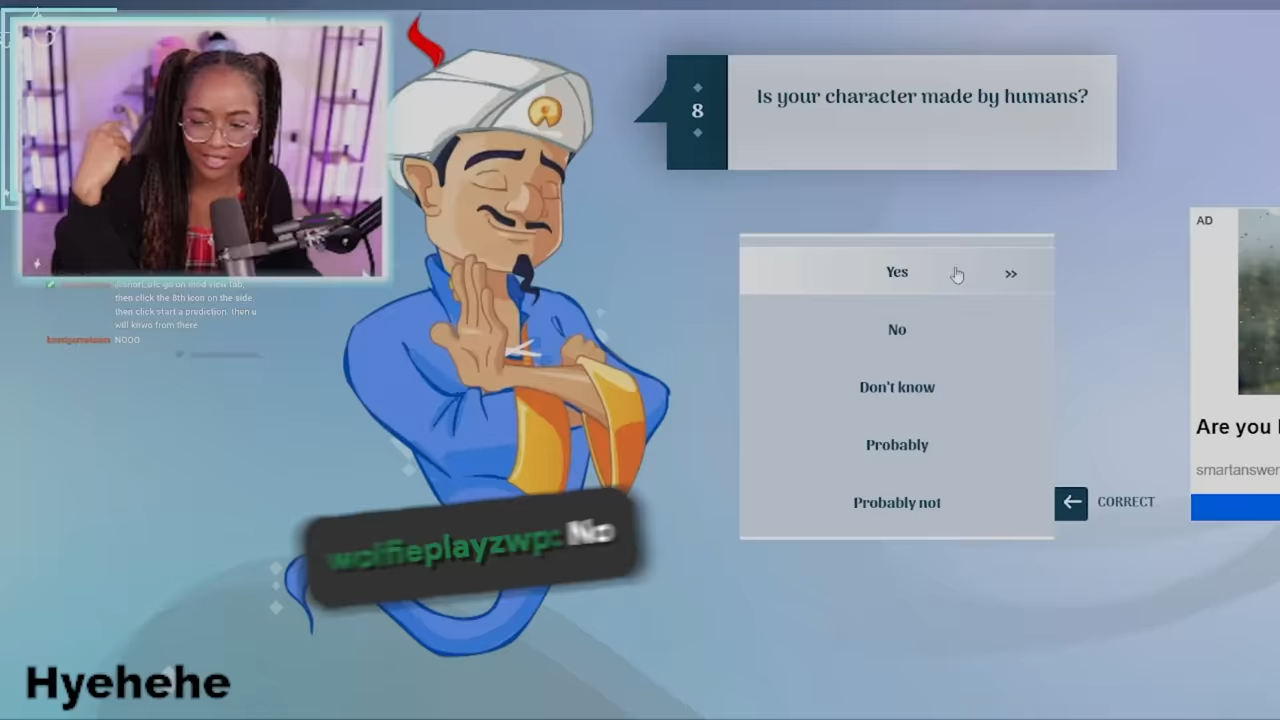 8
Is your character made by humans?
AD
Yes
»
then click the 8th icon on the side,
then click start a prediction. then u
will knwo from there
NOOO
No
Don't know
Probably
Probably not
CORRECT
Are you
smartanswer
wolfieplayzwp: No
Hyehehe